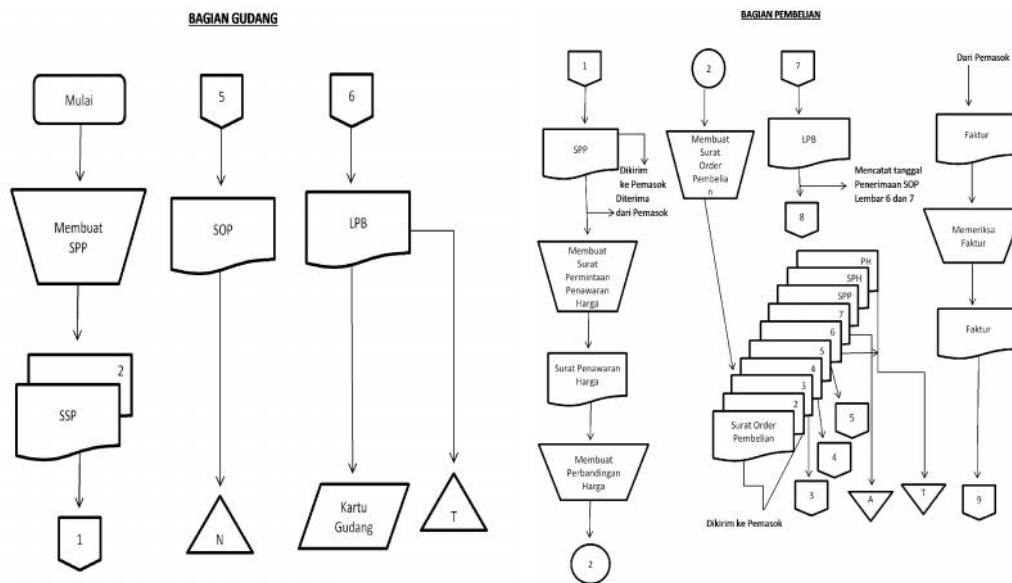 BAGIAN GUDANG
Mulai
5
6
Membuat
SPP
SOP
LPB
2
SSP
1
N
Kartu
Gudang
T
BAGIAN PEMBELIAN
1
2
7
Dari Pemasok
SPP
Dikirim
ke Pemasok
Diterima
dari Pemasok
Membuat
Surat
Order
Pembelia
n
LPB
Mencatat tanggal
Penerimaan SOP
Lembar 6 dan 7
8
Faktur
Memeriksa
Faktur
Faktur
9
Membuat
Surat
Permintaan
Penawaran
Harga
Surat Penawaran
Harga
Membuat
Perbandingan
Harga
2
PH
SPH
SPP
7
6
5
4
3
2
Surat Order
Pembelian
5
4
3
A
T
Dikirim ke Pemasok